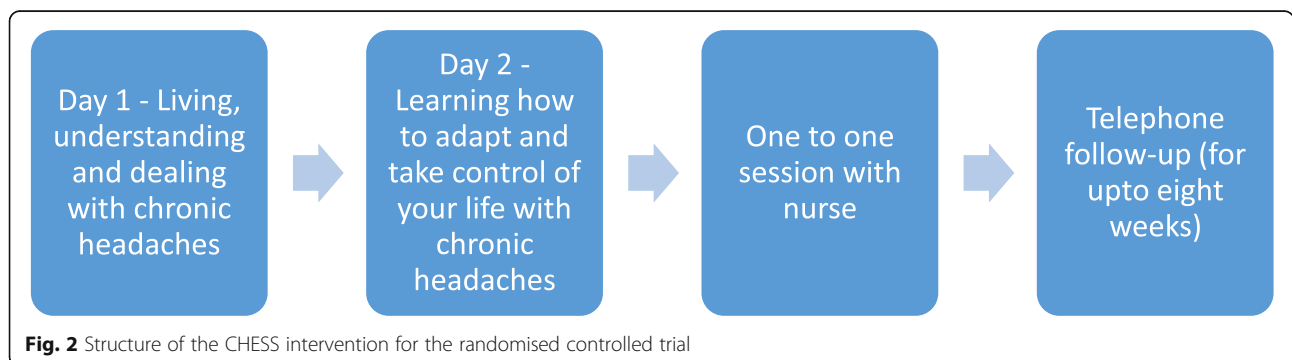 Day 1 - Living,
understanding
and dealing
with chronic
headaches
Day 2 -
Learning how
to adapt and
take control of
your life with
chronic
headaches
One to one
session with
nurse
Telephone
follow-up (for
upto eight
weeks)
Fig. 2 Structure of the CHESS intervention for the randomised controlled trial